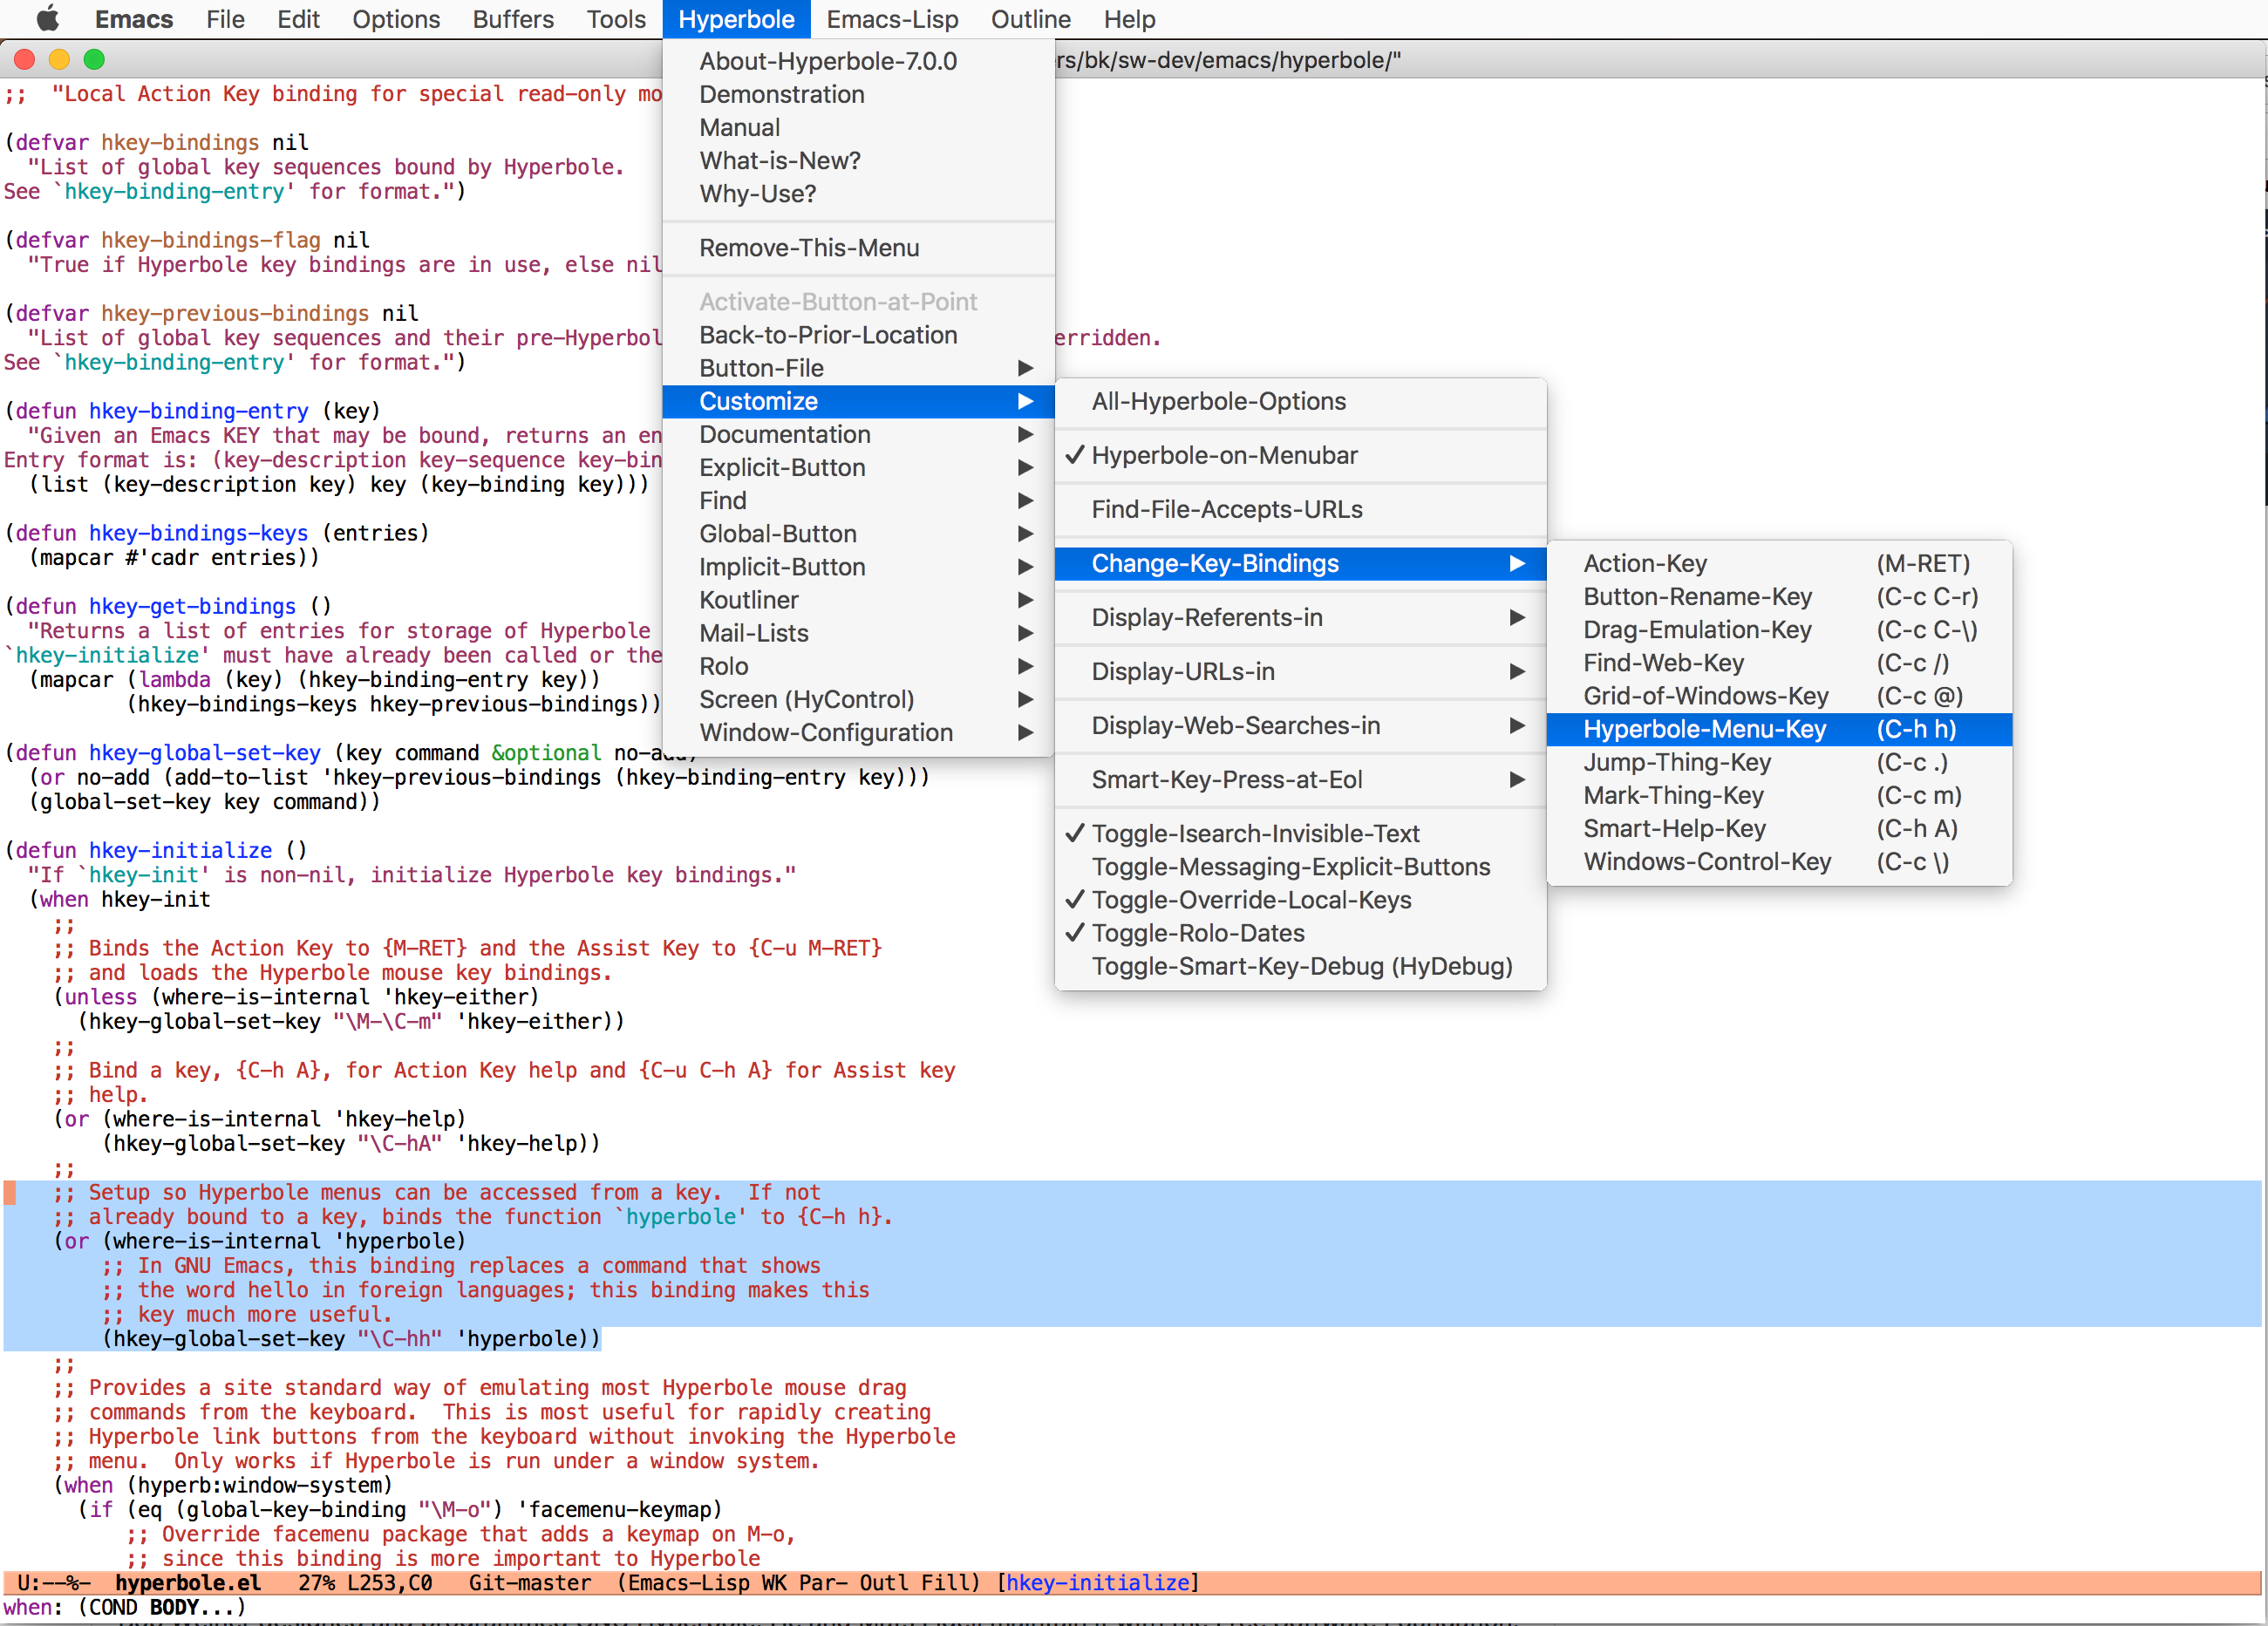 Emacs File Edit Options Buffers Tools Hyperbole Emacs-Lisp Outline Help
rs/bk/sw-dev/emacs/hyperbole/"
;;  "Local Action Key binding for special read-only mo
(defvar hkey-bindings nil
  "List of global key sequences bound by Hyperbole.
See `hkey-binding-entry' for format.")
(defvar hkey-bindings-flag nil
  "True if Hyperbole key bindings are in use, else nil
(defvar hkey-previous-bindings nil
  "List of global key sequences and their pre-Hyperbol erridden.
See `hkey-binding-entry' for format.")
(defun hkey-binding-entry (key)
  "Given an Emacs KEY that may be bound, returns an en
Entry format is: (key-description key-sequence key-bin
  (list (key-description key) key (key-binding key)))
(defun hkey-bindings-keys (entries)
  (mapcar #'cadr entries))
(defun hkey-get-bindings ()
  "Returns a list of entries for storage of Hyperbole
`hkey-initialize' must have already been called or the
  (mapcar (lambda (key) (hkey-binding-entry key))
          (hkey-bindings-keys hkey-previous-bindings))
(defun hkey-global-set-key (key command &optional no-add)
  (or no-add (add-to-list 'hkey-previous-bindings (hkey-binding-entry key)))
  (global-set-key key command))
(defun hkey-initialize ()
  "If `hkey-init' is non-nil, initialize Hyperbole key bindings."
  (when hkey-init
    ;;
    ;; Binds the Action Key to {M-RET} and the Assist Key to {C-u M-RET}
    ;; and loads the Hyperbole mouse key bindings.
    (unless (where-is-internal 'hkey-either)
      (hkey-global-set-key "\M-\C-m" 'hkey-either))
    ;;
    ;; Bind a key, {C-h A}, for Action Key help and {C-u C-h A} for Assist key
    ;; help.
    (or (where-is-internal 'hkey-help)
        (hkey-global-set-key "\C-hA" 'hkey-help))
    ;;
    ;; Setup so Hyperbole menus can be accessed from a key.  If not
    ;; already bound to a key, binds the function `hyperbole' to {C-h h}.
    (or (where-is-internal 'hyperbole)
        ;; In GNU Emacs, this binding replaces a command that shows
        ;; the word hello in foreign languages; this binding makes this
        ;; key much more useful.
        (hkey-global-set-key "\C-hh" 'hyperbole))
    ;;
    ;; Provides a site standard way of emulating most Hyperbole mouse drag
    ;; commands from the keyboard.  This is most useful for rapidly creating
    ;; Hyperbole link buttons from the keyboard without invoking the Hyperbole
    ;; menu.  Only works if Hyperbole is run under a window system.
    (when (hyperb:window-system)
      (if (eq (global-key-binding "\M-o") 'facemenu-keymap)
          ;; Override facemenu package that adds a keymap on M-o,
          ;; since this binding is more important to Hyperbole
U:--%-  hyperbole.el   27% L253,C0   Git-master  (Emacs-Lisp WK Par- Outl Fill) [hkey-initialize]
when: (COND BODY...)
About-Hyperbole-7.0.0
Demonstration
Manual
What-is-New?
Why-Use?
Remove-This-Menu
Activate-Button-at-Point
Back-to-Prior-Location
Button-File ▶
Customize ▶
Documentation ▶
Explicit-Button ▶
Find ▶
Global-Button ▶
Implicit-Button ▶
Koutliner ▶
Mail-Lists ▶
Rolo ▶
Screen (HyControl) ▶
Window-Configuration ▶
All-Hyperbole-Options
✓ Hyperbole-on-Menubar
Find-File-Accepts-URLs
Change-Key-Bindings ▶
Display-Referents-in ▶
Display-URLs-in ▶
Display-Web-Searches-in ▶
Smart-Key-Press-at-Eol ▶
✓ Toggle-Isearch-Invisible-Text
Toggle-Messaging-Explicit-Buttons
✓ Toggle-Override-Local-Keys
✓ Toggle-Rolo-Dates
Toggle-Smart-Key-Debug (HyDebug)
Action-Key (M-RET)
Button-Rename-Key (C-c C-r)
Drag-Emulation-Key (C-c C-\)
Find-Web-Key (C-c /)
Grid-of-Windows-Key (C-c @)
Hyperbole-Menu-Key (C-h h)
Jump-Thing-Key (C-c .)
Mark-Thing-Key (C-c m)
Smart-Help-Key (C-h A)
Windows-Control-Key (C-c \)